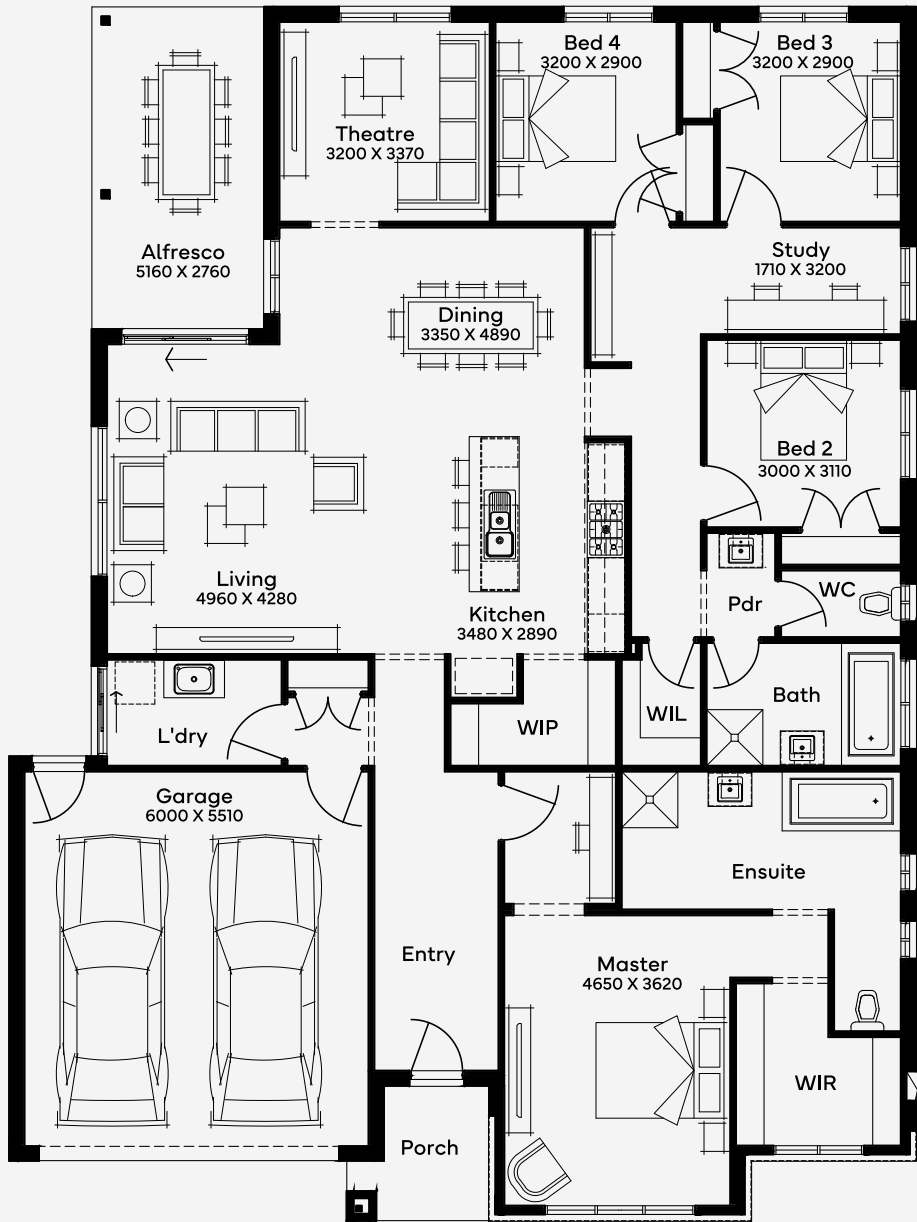 Bed 4
3200 X 2900
Bed 3
3200 X 2900
Theatre
3200 X 3370
Alfresco
5160 X 2760
Study
1710 X 3200
Dining
3350 X 4890
Bed 2
3000 X 3110
Living
4960 X 4280
Kitchen
3480 X 2890
Pdr
WC
L'dry
WIP
WIL
Bath
Garage
6000 X 5510
Ensuite
Entry
Master
4650 X 3620
WIR
Porch